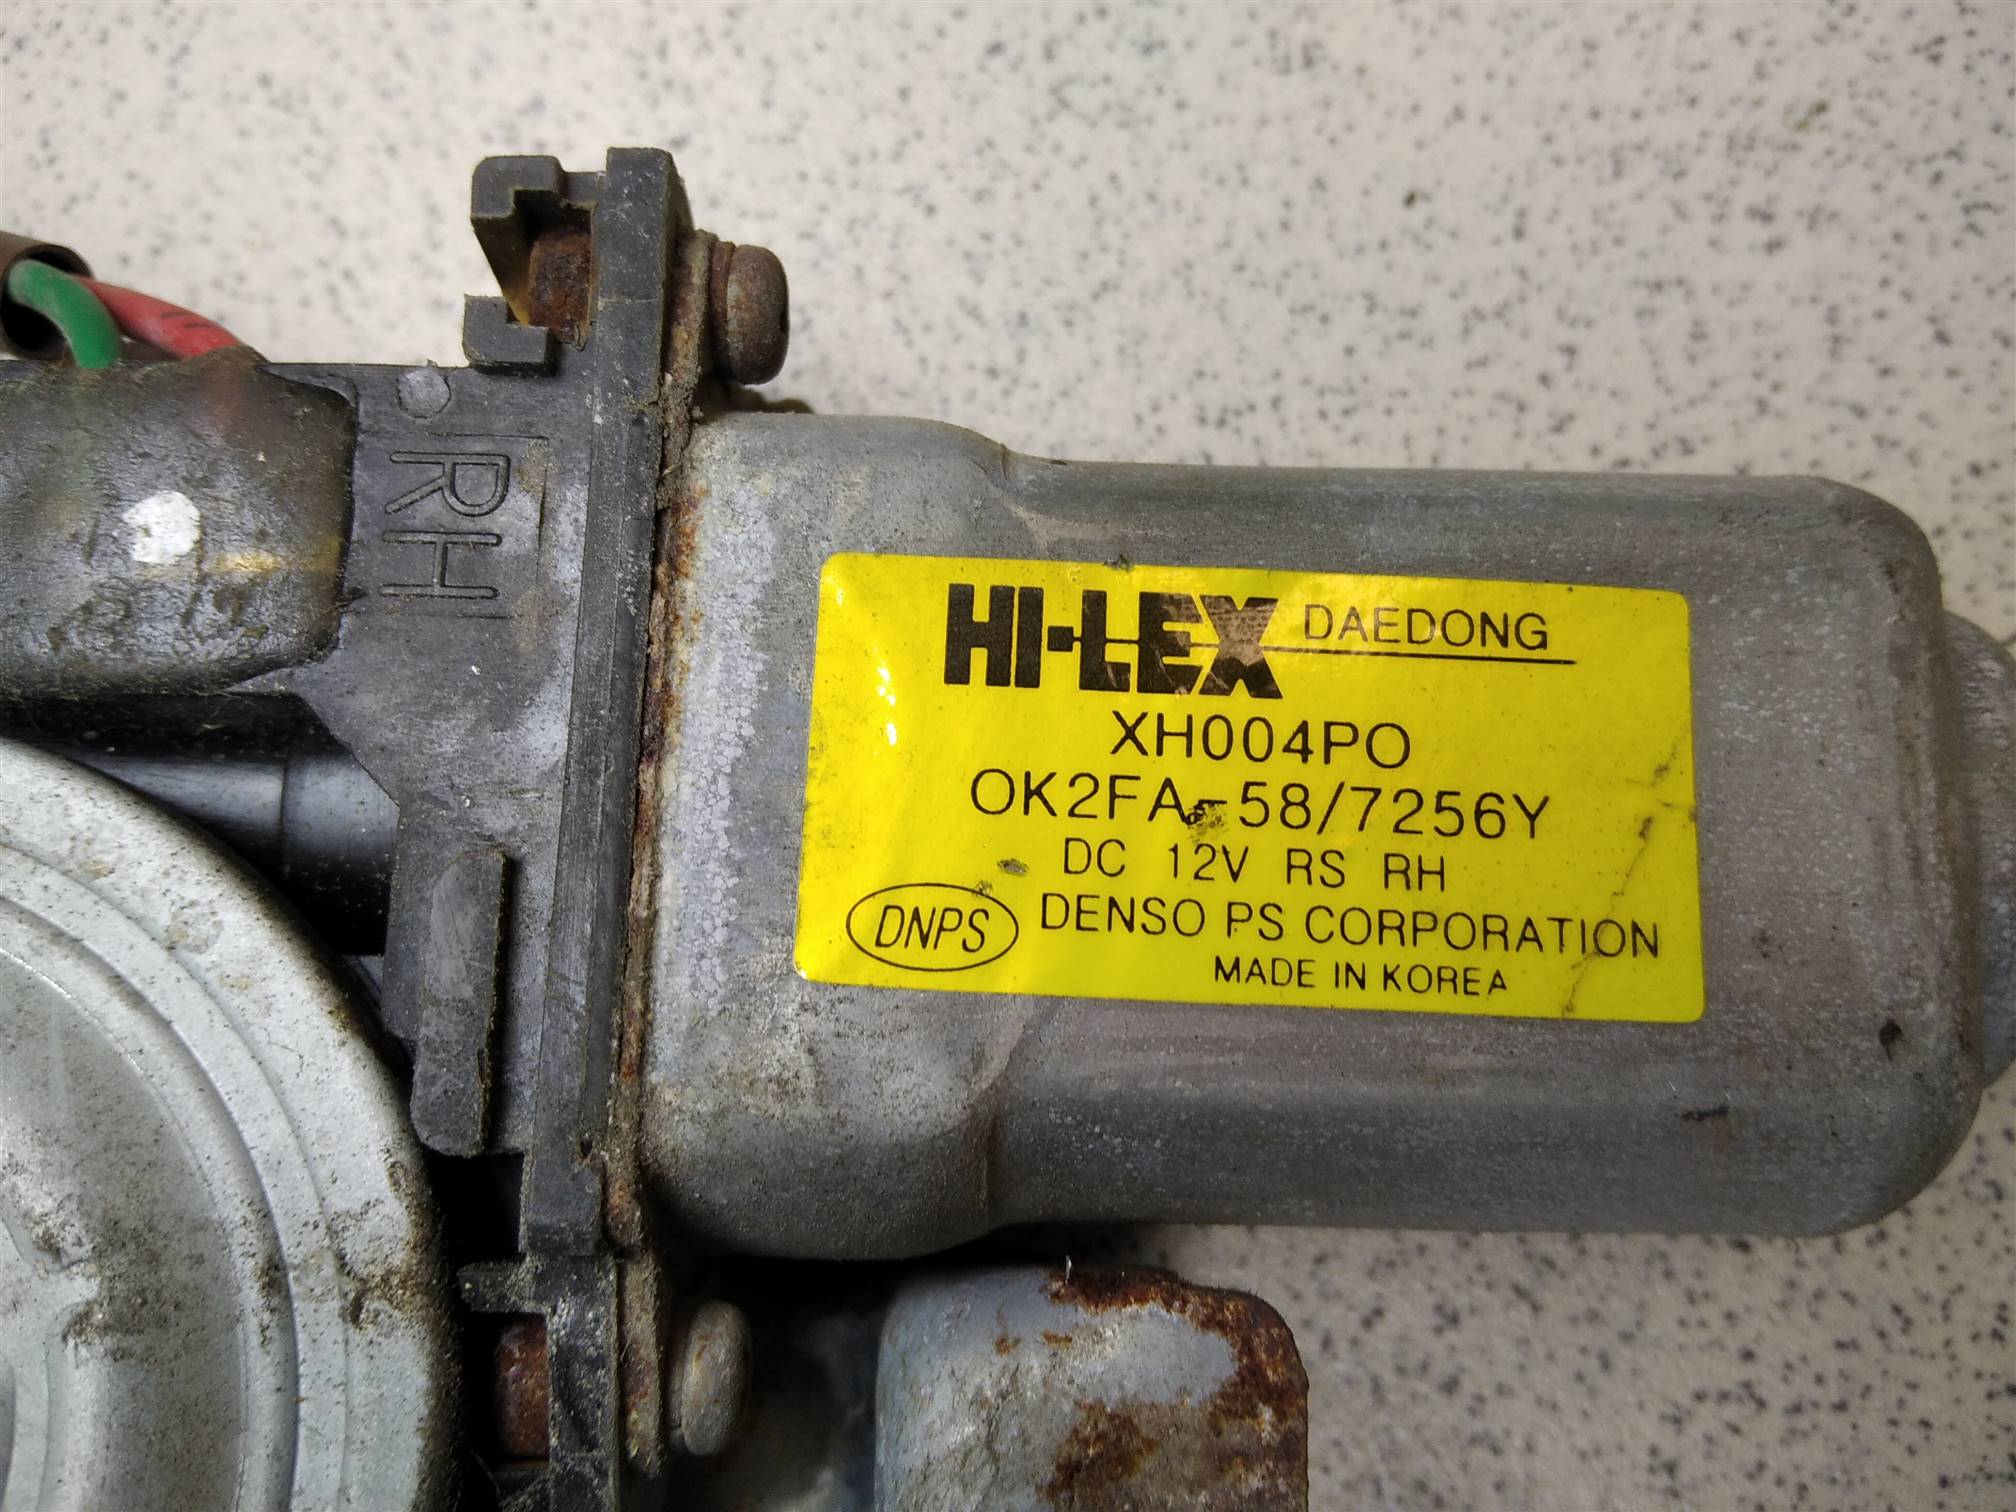 RH
HI-LEX DAEDONG
XH004PO
OK2FA-58/7256Y
DC 12V RS RH
DNPS DENSO PS CORPORATION
MADE IN KOREA